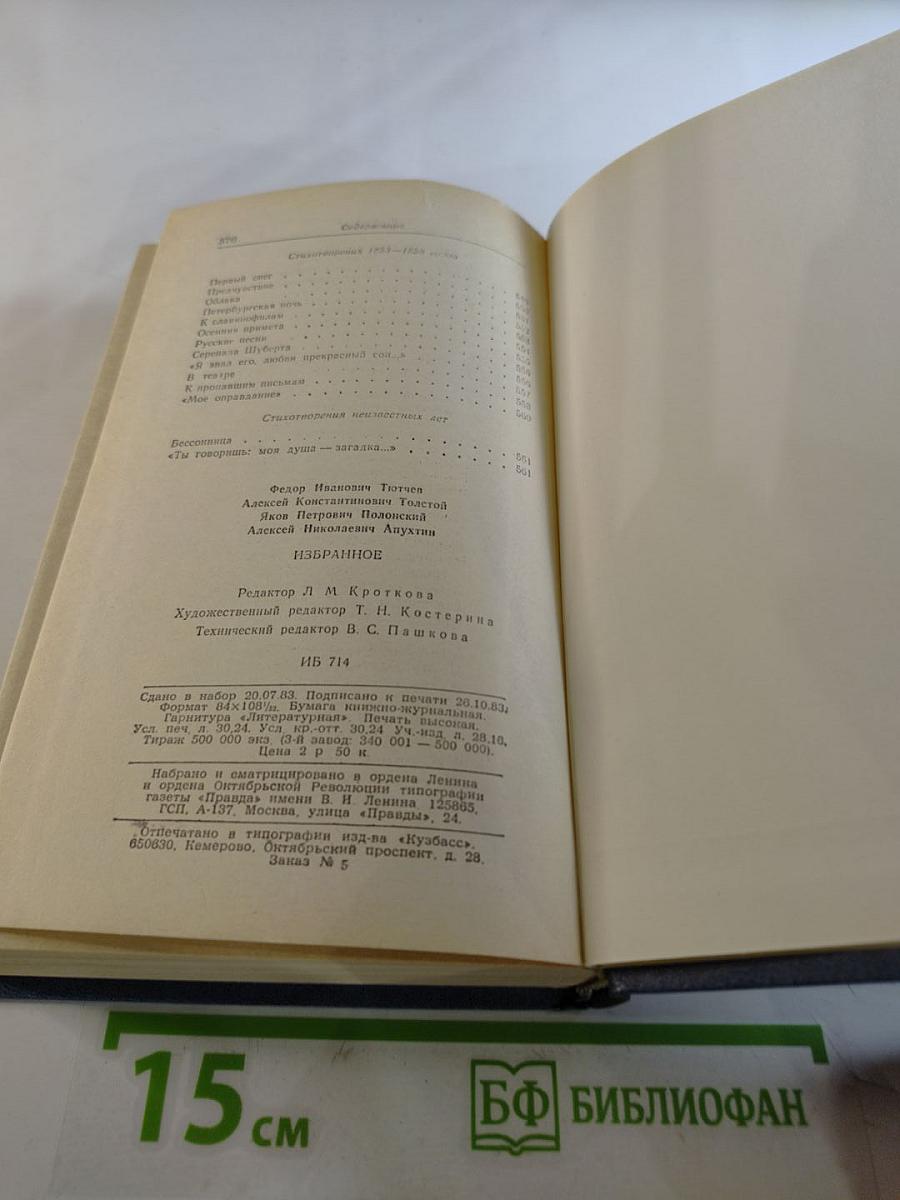 576 Содержание
Стихотворения 1853—1856 годов
Первый снег
Предчувствие
Облака
Петербургская ночь
К славянофилам
Осенняя примета
Русские песни
Серенада Шуберта
«Я знал его, любви прекрасный сон...»
В театре
К пропавшим письмам
«Мое оправдание»
Стихотворения неизвестных лет
Бессонница 561
«Ты говоришь: моя душа — загадка...» 561
Федор Иванович Тютчев
Алексей Константинович Толстой
Яков Петрович Полонский
Алексей Николаевич Апухтин
ИЗБРАННОЕ
Редактор Л М Кроткова
Художественный редактор Т. Н. Костерина
Технический редактор В. С. Пашкова
ИБ 714
Сдано в набор 20.07.83. Подписано к печати 26.10.83.
Формат 84×108¹/₃₂. Бумага книжно-журнальная.
Гарнитура «Литературная». Печать высокая.
Усл. печ. л. 30,24. Усл. кр.-отт. 30,24 Уч.-изд. л. 28,16.
Тираж 500 000 экз. (3-й завод: 340 001 — 500 000).
Цена 2 р 50 к.
Набрано и сматрицировано в ордена Ленина
и ордена Октябрьской Революции типографии
газеты «Правда» имени В. И. Ленина. 125865,
ГСП, А-137, Москва, улица «Правды», 24.
Отпечатано в типографии изд-ва «Кузбасс».
650630, Кемерово, Октябрьский проспект, д. 28.
Заказ № 5
15 см
БФ БИБЛИОФАН